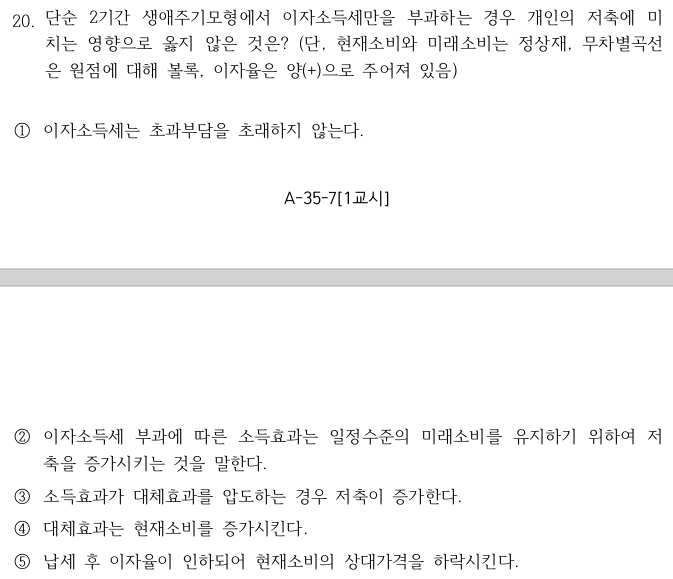 20. 단순 2기간 생애주기모형에서 이자소득세만을 부과하는 경우 개인의 저축에 미
치는 영향으로 옳지 않은 것은? (단, 현재소비와 미래소비는 정상재, 무차별곡선
은 원점에 대해 볼록, 이자율은 양(+)으로 주어져 있음)
① 이자소득세는 초과부담을 초래하지 않는다.
A-35-7[1교시]
② 이자소득세 부과에 따른 소득효과는 일정수준의 미래소비를 유지하기 위하여 저
축을 증가시키는 것을 말한다.
③ 소득효과가 대체효과를 압도하는 경우 저축이 증가한다.
④ 대체효과는 현재소비를 증가시킨다.
⑤ 납세 후 이자율이 인하되어 현재소비의 상대가격을 하락시킨다.